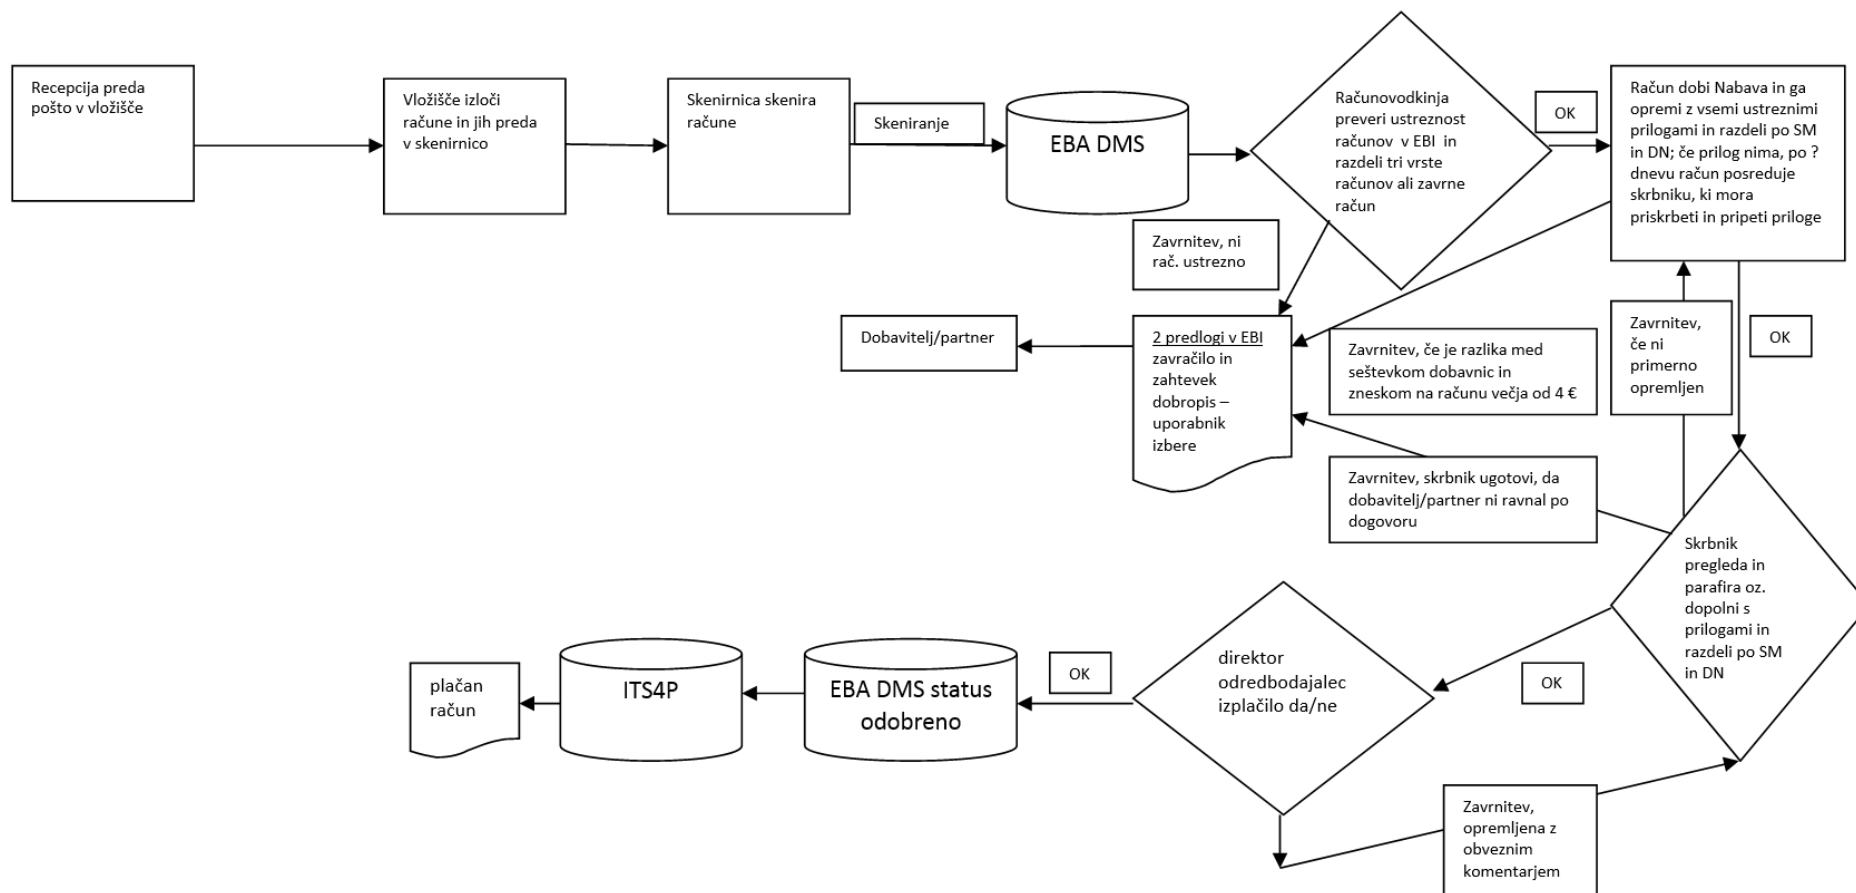 Recepcija preda
pošto v vložišče
Vložišče izloči
račune in jih preda
v skenirnico
Skenirnica skenira
račune
Skeniranje
EBA DMS
Računovodkinja
preveri ustreznost
računov v EBI in
razdeli tri vrste
računov ali zavrne
račun
OK
Račun dobi Nabava in ga
opremi z vsemi ustreznimi
prilogami in razdeli po SM
in DN; če prilog nima, po ?
dnevu račun posreduje
skrbniku, ki mora
priskrbeti in pripeti priloge
Zavrnitev, ni
rač. ustrezno
Dobavitelj/partner
2 predlogi v EBI
zavračilo in
zahtevek
dobropis –
uporabnik
izbere
Zavrnitev, če je razlika med
seštevkom dobavnic in
zneskom na računu večja od 4 €
Zavrnitev,
če ni
primerno
opremljen
OK
Zavrnitev, skrbnik ugotovi, da
dobavitelj/partner ni ravnal po
dogovoru
Skrbnik
pregleda in
parafira oz.
dopolni s
prilogami in
razdeli po SM
in DN
OK
direktor
odredbodajalec
izplačilo da/ne
OK
EBA DMS status
odobreno
ITS4P
plačan
račun
Zavrnitev,
opremljena z
obveznim
komentarjem